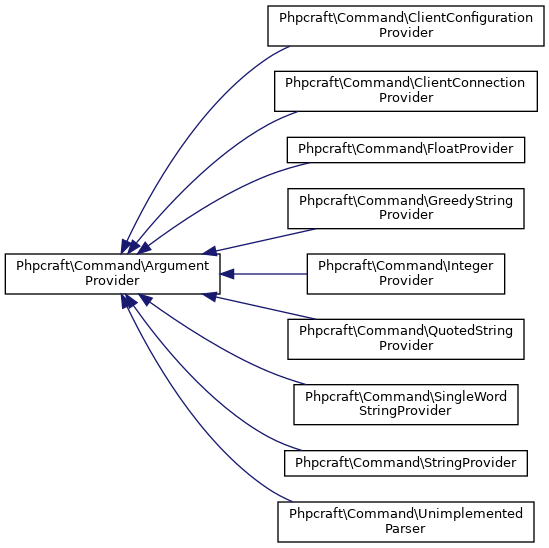 Phpcraft\Command\ClientConfiguration
Provider
Phpcraft\Command\ClientConnection
Provider
Phpcraft\Command\FloatProvider
Phpcraft\Command\GreedyString
Provider
Phpcraft\Command\Argument
Provider
Phpcraft\Command\Integer
Provider
Phpcraft\Command\QuotedString
Provider
Phpcraft\Command\SingleWord
StringProvider
Phpcraft\Command\StringProvider
Phpcraft\Command\Unimplemented
Parser